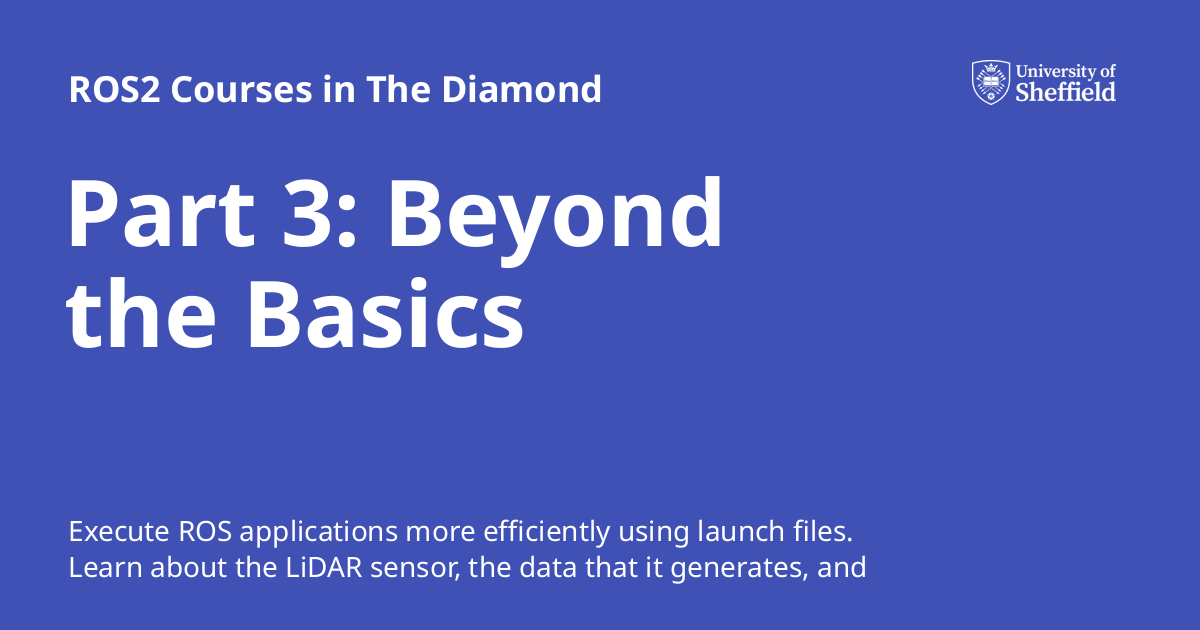 ROS2 Courses in The Diamond
University of
Sheffield
Part 3: Beyond
the Basics
Execute ROS applications more efficiently using launch files.
Learn about the LiDAR sensor, the data that it generates, and